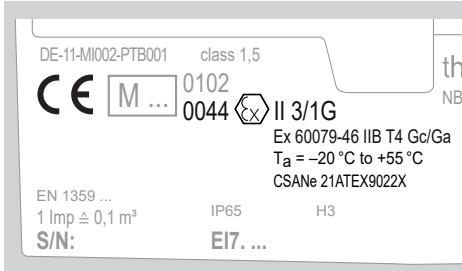 DE-11-MI002-PTB001 class 1,5
th
CE M ... 0102
NB
0044 Ex II 3/1G
Ex 60079-46 IIB T4 Gc/Ga
Ta = –20 °C to +55 °C
CSANe 21ATEX9022X
EN 1359 ...
1 Imp ≙ 0,1 m³ IP65 H3
S/N: EI7. ...